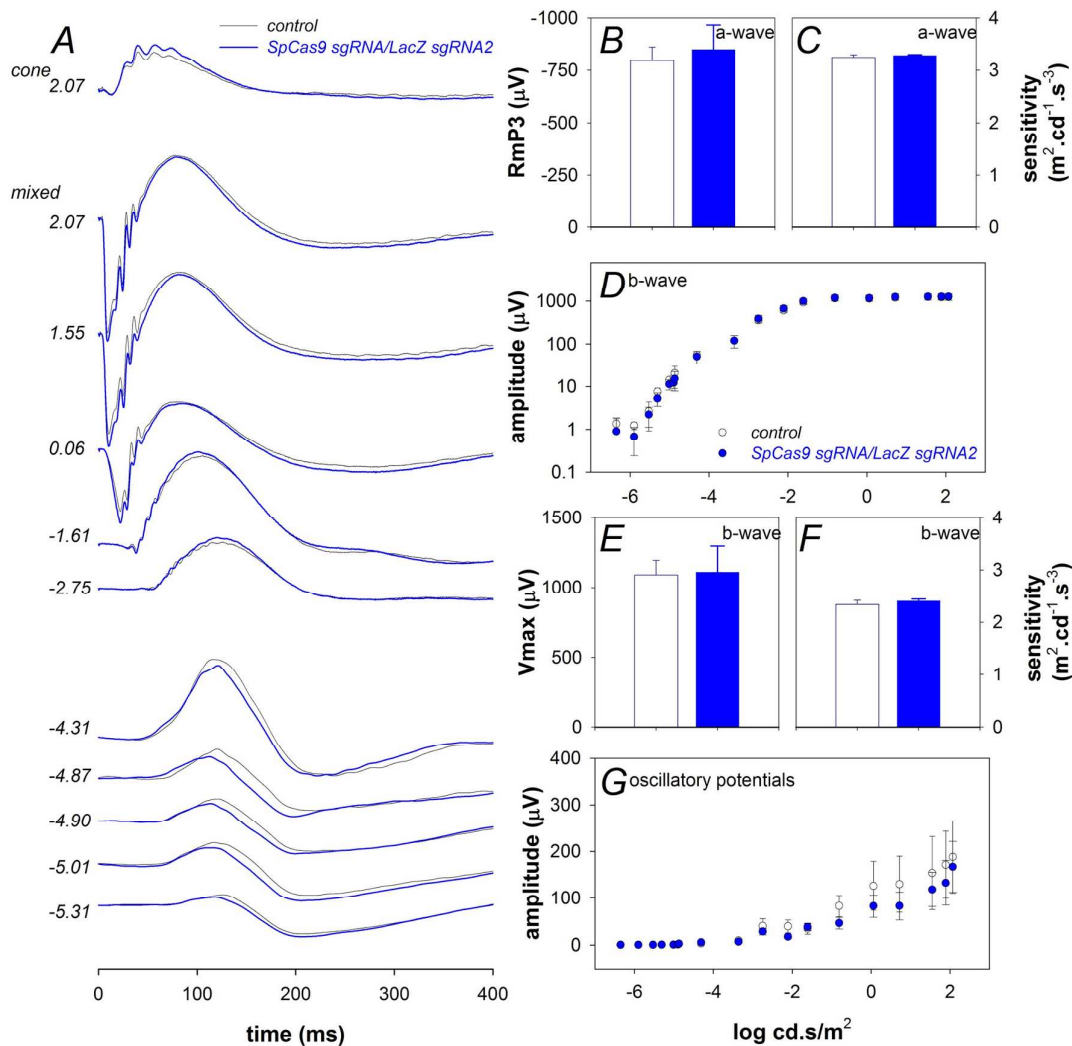 A
control
SpCas9 sgRNA/LacZ sgRNA2
cone
2.07
mixed
2.07
1.55
0.06
-1.61
-2.75
-4.31
-4.87
-4.90
-5.01
-5.31
0 100 200 300 400
time (ms)
B
a-wave
-1000
-750
-500
-250
0
RmP3 (μV)
C
a-wave
4
3
2
1
0
sensitivity
(m².cd⁻¹.s⁻³)
D b-wave
1000
100
10
1
0.1
amplitude (μV)
control
SpCas9 sgRNA/LacZ sgRNA2
-6 -4 -2 0 2
E
b-wave
1500
1000
500
0
Vmax (μV)
F
b-wave
4
3
2
1
0
sensitivity
(m².cd⁻¹.s⁻³)
G oscillatory potentials
400
300
200
100
0
amplitude (μV)
-6 -4 -2 0 2
log cd.s/m²